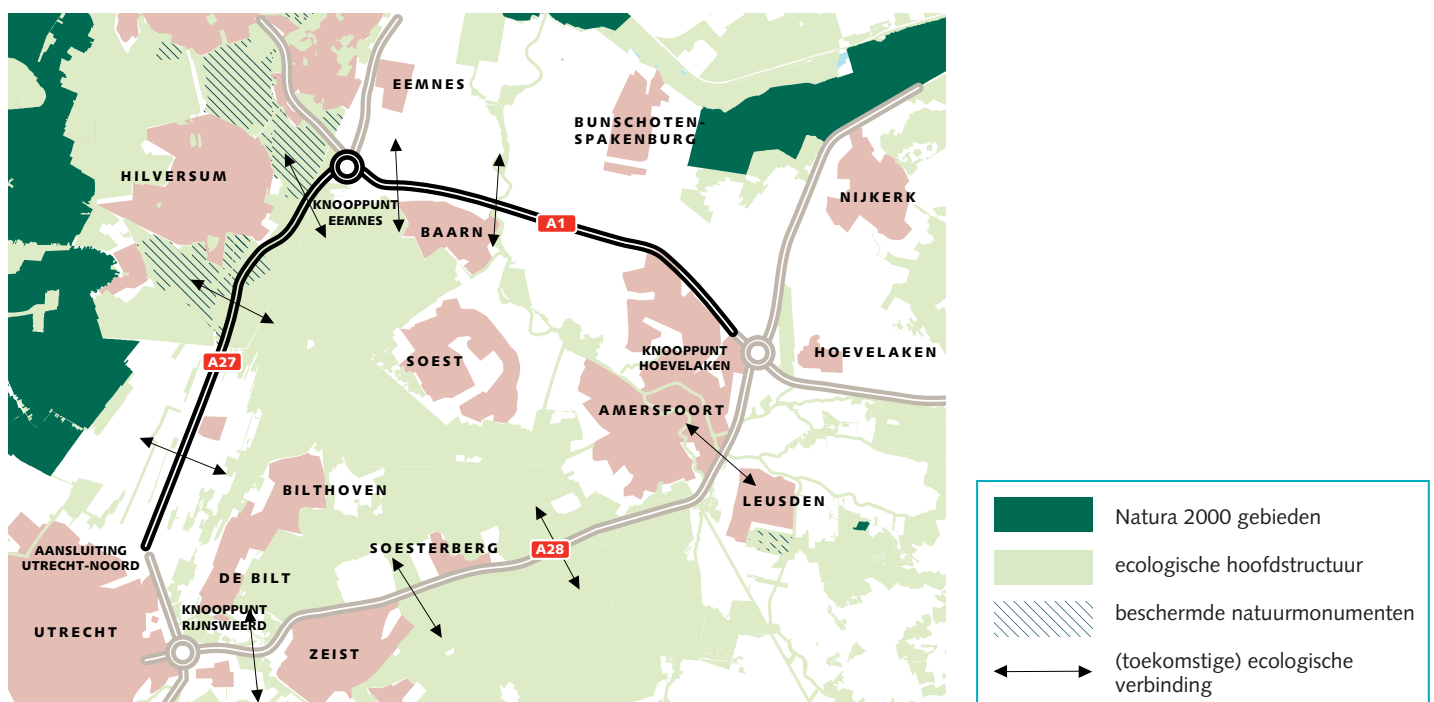 EEMNES
BUNSCHOTEN-
SPAKENBURG
HILVERSUM
NIJKERK
KNOOPPUNT
EEMNES
BAARN
A1
SOEST
KNOOPPUNT
HOEVELAKEN
HOEVELAKEN
A27
AMERSFOORT
BILTHOVEN
LEUSDEN
AANSLUITING
UTRECHT-NOORD
SOESTERBERG
A28
DE BILT
KNOOPPUNT
RIJNSWEERD
UTRECHT
ZEIST
Natura 2000 gebieden
ecologische hoofdstructuur
beschermde natuurmonumenten
(toekomstige) ecologische
verbinding